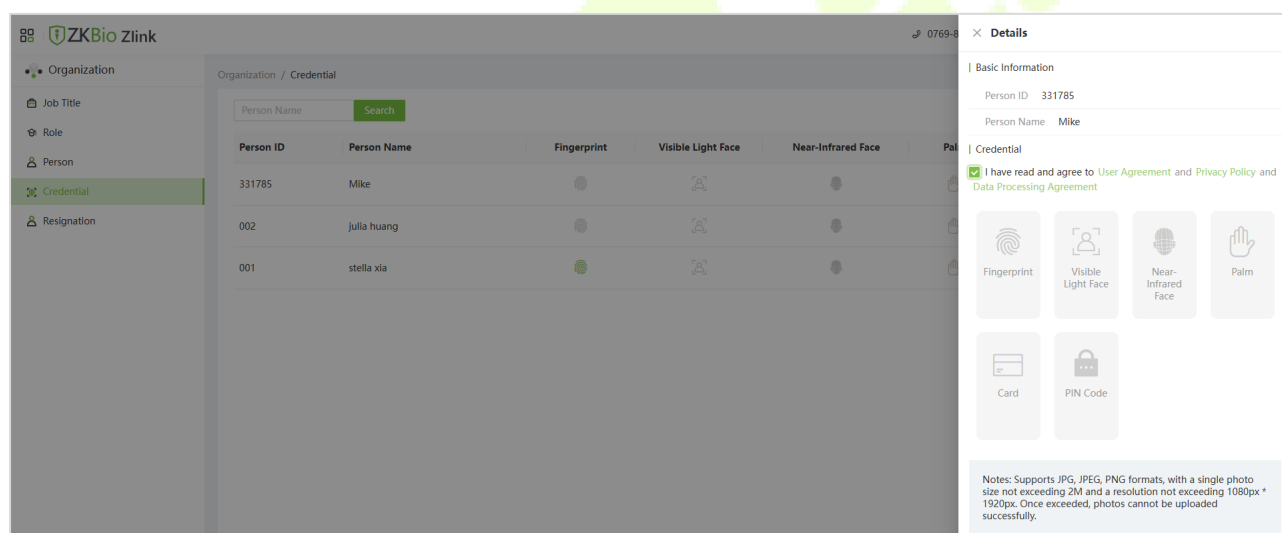 ZKBio Zlink
0769-8
Organization
Job Title
Role
Person
Credential
Resignation
Organization / Credential
Person Name
Search
Person ID Person Name Fingerprint Visible Light Face Near-Infrared Face Pal
331785 Mike
002 julia huang
001 stella xia
Details
Basic Information
Person ID 331785
Person Name Mike
Credential
I have read and agree to User Agreement and Privacy Policy and
Data Processing Agreement
Fingerprint
Visible
Light Face
Near-
Infrared
Face
Palm
Card
PIN Code
Notes: Supports JPG, JPEG, PNG formats, with a single photo
size not exceeding 2M and a resolution not exceeding 1080px *
1920px. Once exceeded, photos cannot be uploaded
successfully.